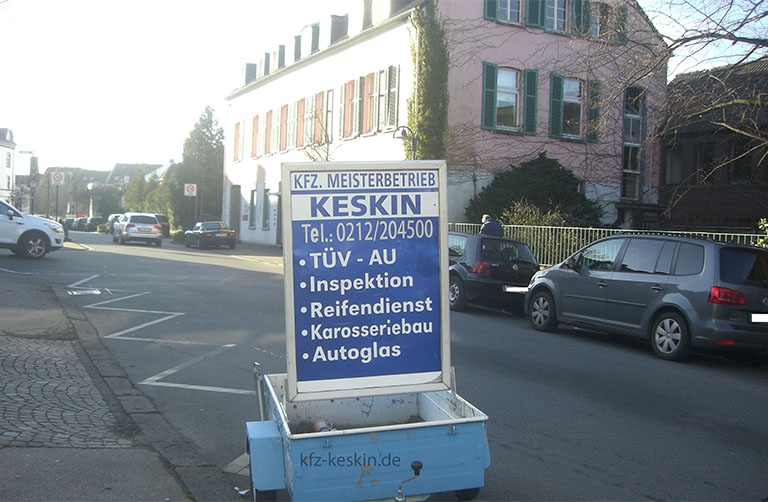 KFZ. MEISTERBETRIEB
KESKIN
Tel.: 0212/204500
• TÜV - AU
• Inspektion
• Reifendienst
• Karosseriebau
• Autoglas
kfz-keskin.de